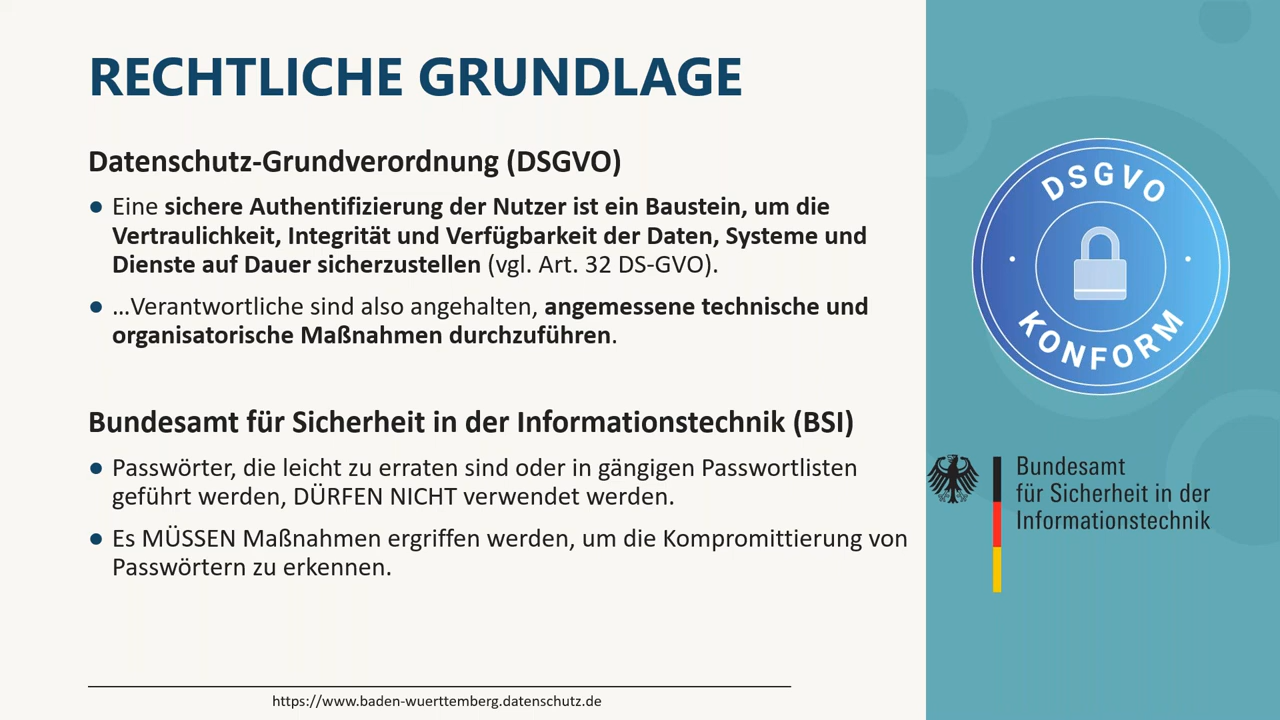 RECHTLICHE GRUNDLAGE
Datenschutz-Grundverordnung (DSGVO)
● Eine sichere Authentifizierung der Nutzer ist ein Baustein, um die
Vertraulichkeit, Integrität und Verfügbarkeit der Daten, Systeme und
Dienste auf Dauer sicherzustellen (vgl. Art. 32 DS-GVO).
● …Verantwortliche sind also angehalten, angemessene technische und
organisatorische Maßnahmen durchzuführen.
Bundesamt für Sicherheit in der Informationstechnik (BSI)
● Passwörter, die leicht zu erraten sind oder in gängigen Passwortlisten
geführt werden, DÜRFEN NICHT verwendet werden.
● Es MÜSSEN Maßnahmen ergriffen werden, um die Kompromittierung von
Passwörtern zu erkennen.
https://www.baden-wuerttemberg.datenschutz.de
DSGVO
KONFORM
Bundesamt
für Sicherheit in der
Informationstechnik